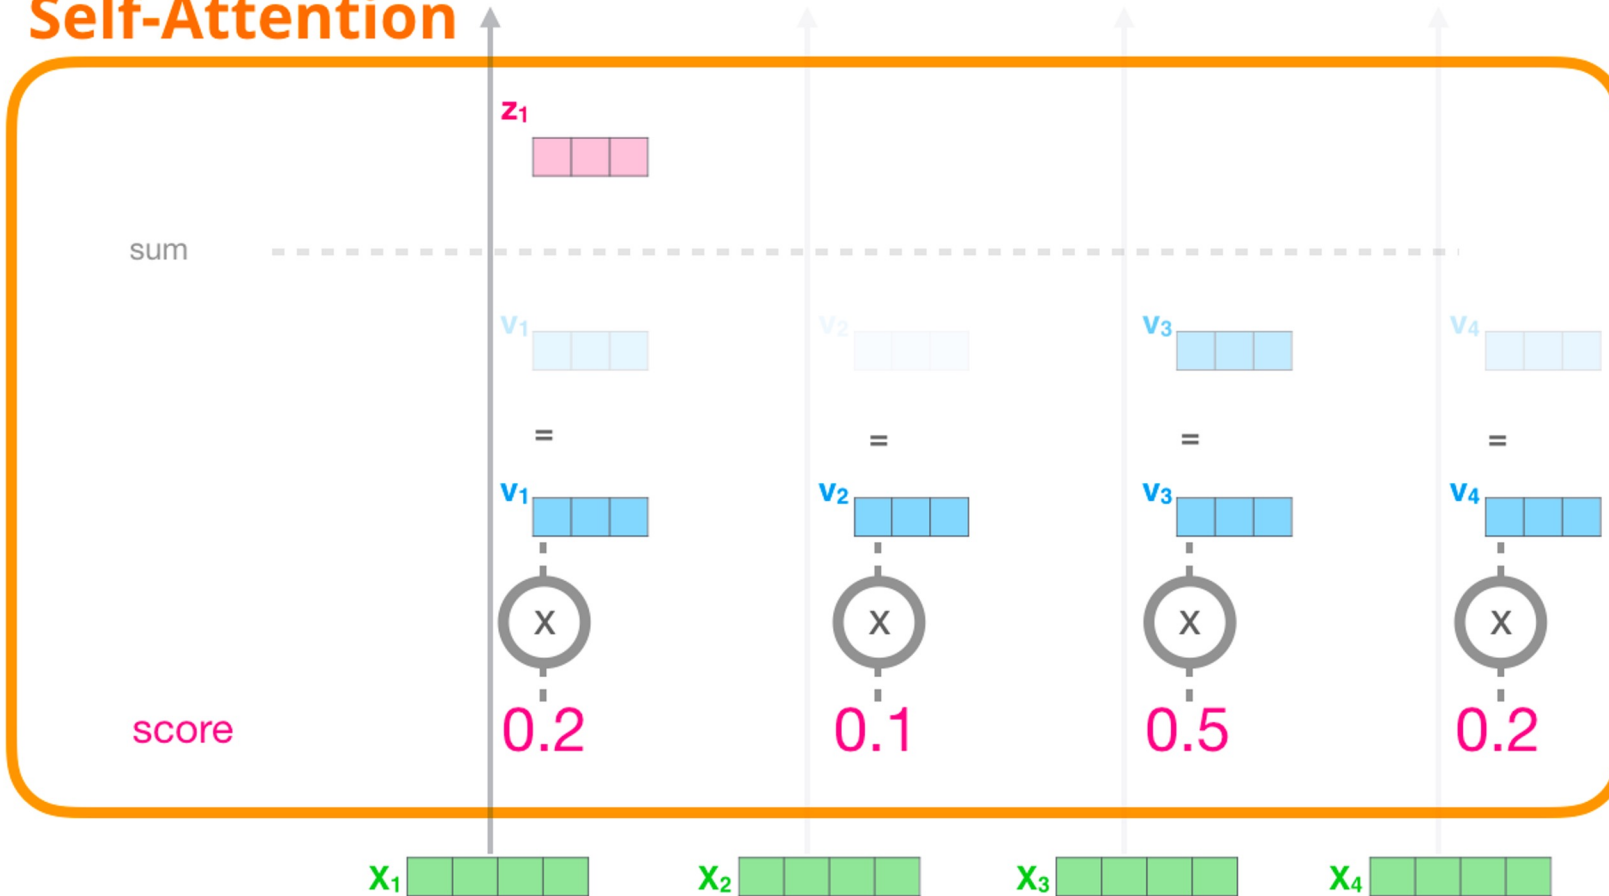 Self-Attention
z₁
sum
v₁ v₂ v₃ v₄
= = = =
v₁ v₂ v₃ v₄
X X X X
score 0.2 0.1 0.5 0.2
X₁ X₂ X₃ X₄